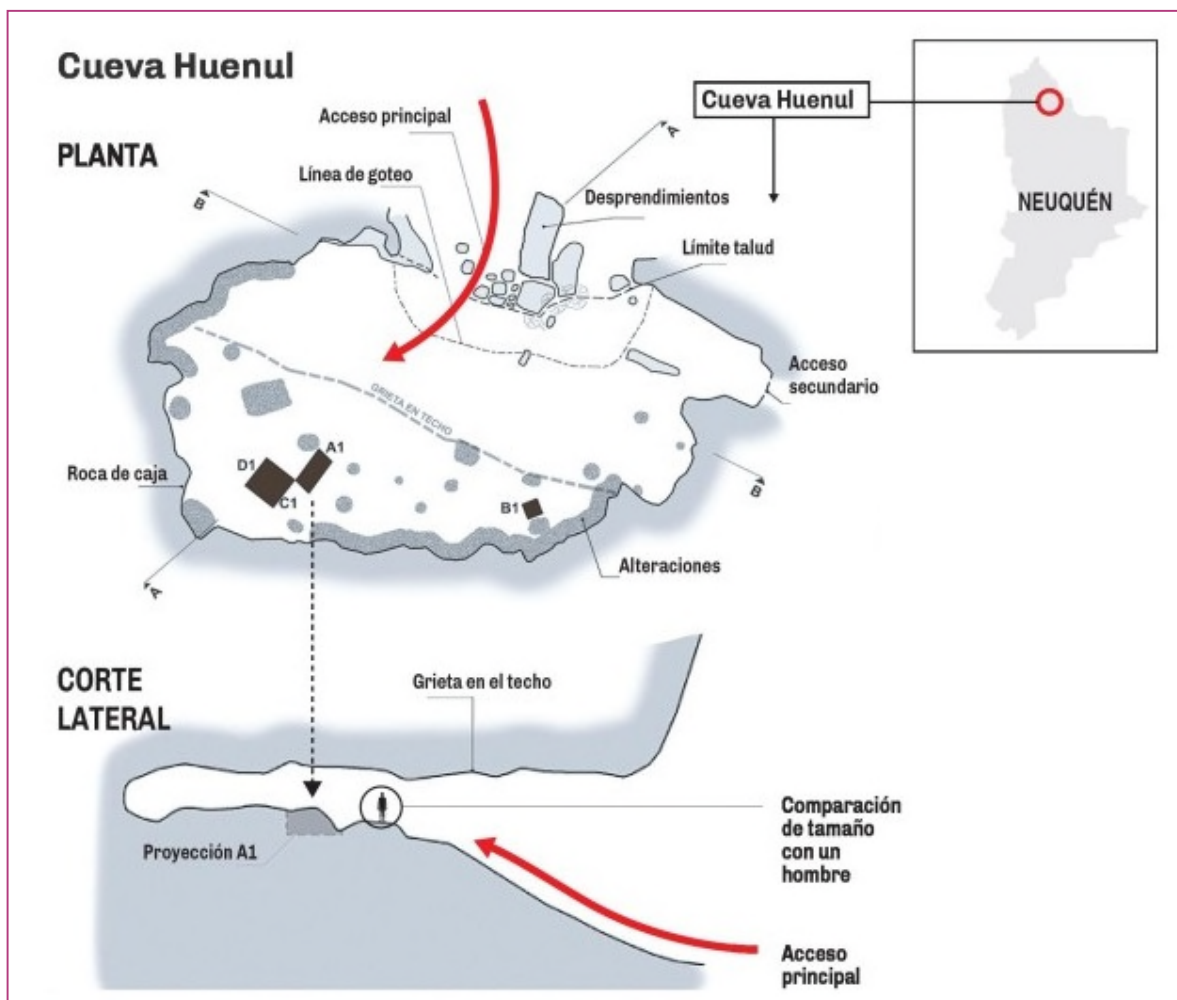 Cueva Huenul
PLANTA
Acceso principal
Línea de goteo
Desprendimientos
Límite talud
Cueva Huenul
NEUQUÉN
A
B
Acceso
secundario
GRIETA EN TECHO
Roca de caja
D1
A1
C1
B1
B
A
Alteraciones
CORTE
LATERAL
Grieta en el techo
Proyección A1
Comparación
de tamaño
con un
hombre
Acceso
principal